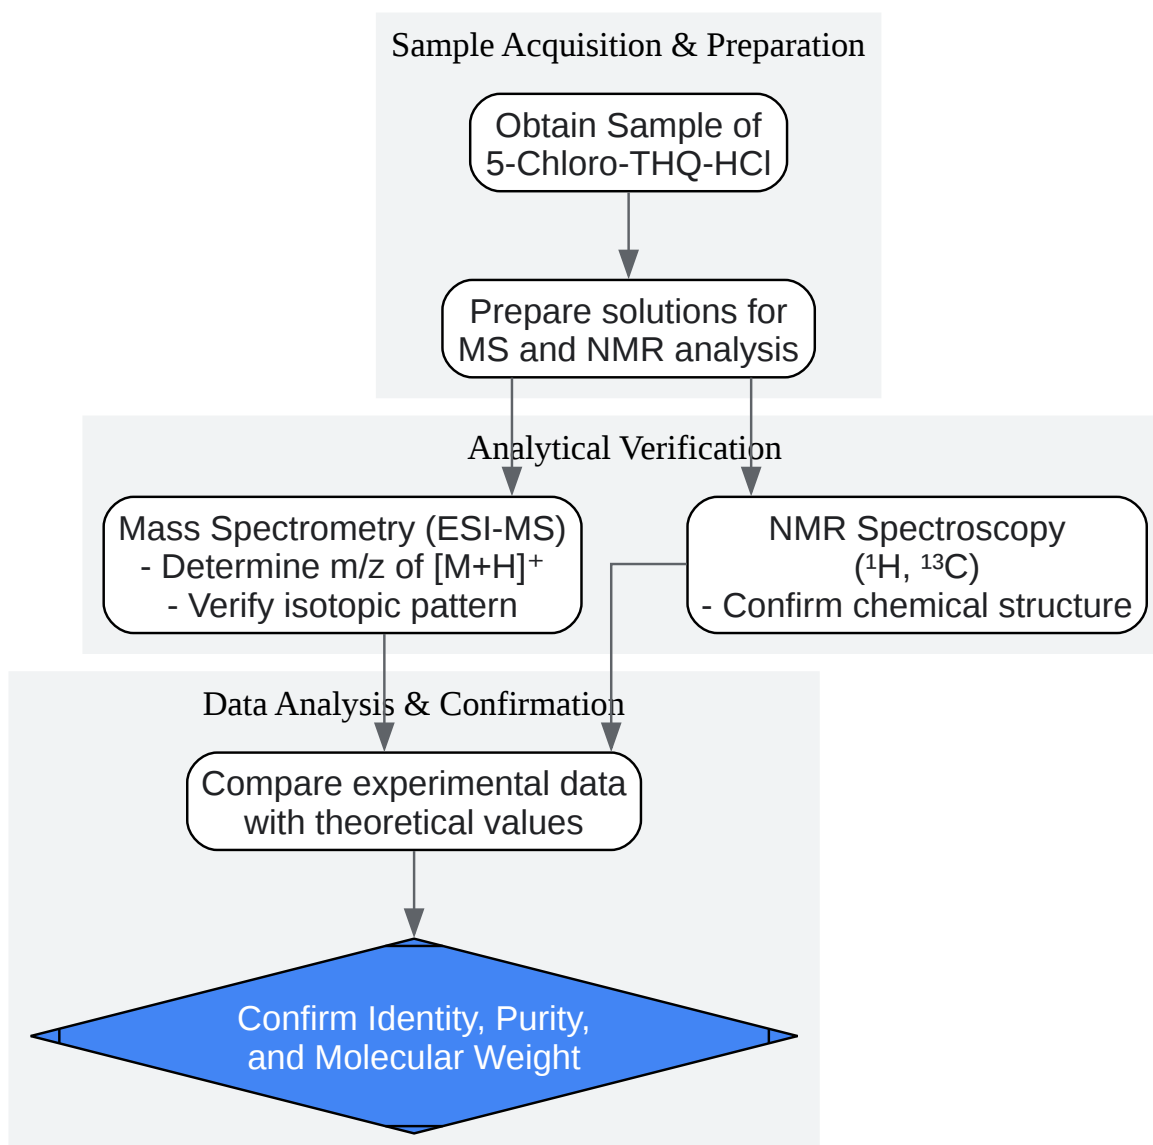 Sample Acquisition & Preparation
Obtain Sample of
5-Chloro-THQ-HCl
Prepare solutions for
MS and NMR analysis
Analytical Verification
Mass Spectrometry (ESI-MS)
- Determine m/z of [M+H]⁺
- Verify isotopic pattern
NMR Spectroscopy
(¹H, ¹³C)
- Confirm chemical structure
Data Analysis & Confirmation
Compare experimental data
with theoretical values
Confirm Identity, Purity,
and Molecular Weight